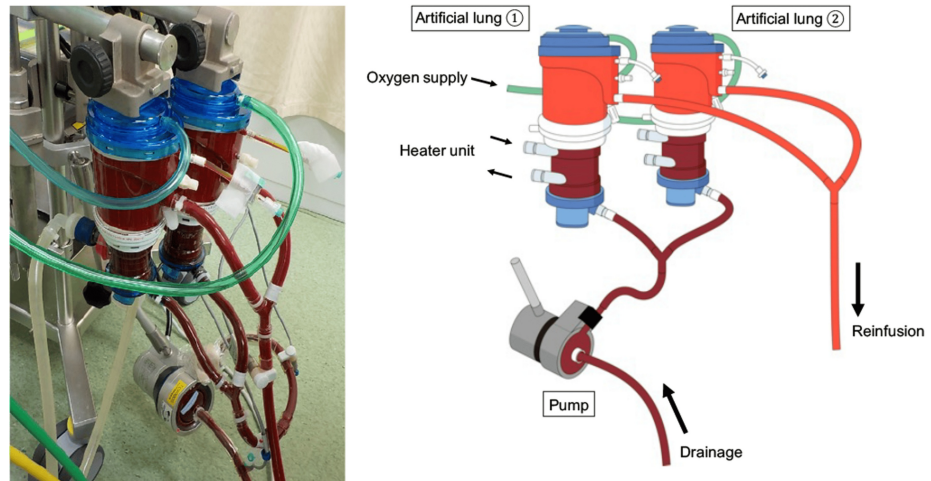 Artificial lung ①
Artificial lung ②
Oxygen supply
Heater unit
Reinfusion
Pump
Drainage